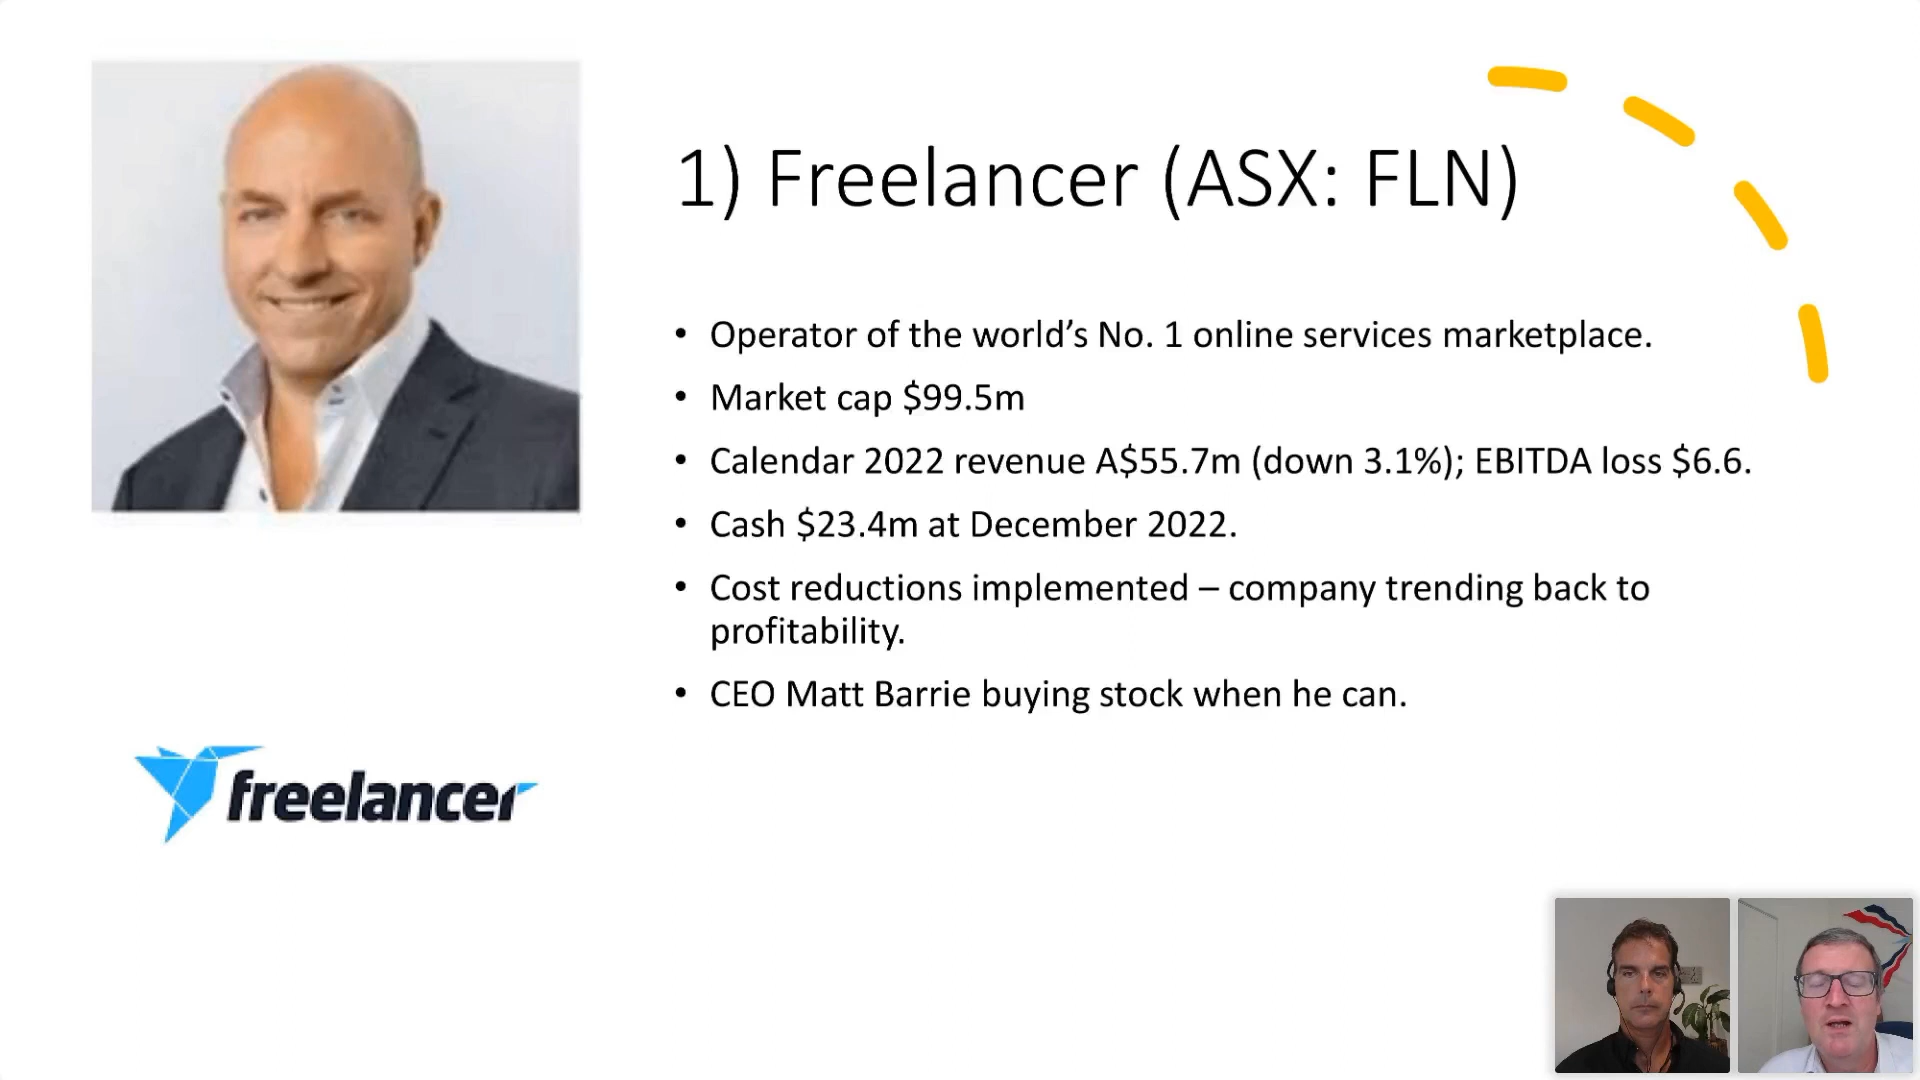 1) Freelancer (ASX: FLN)
• Operator of the world’s No. 1 online services marketplace.
• Market cap $99.5m
• Calendar 2022 revenue A$55.7m (down 3.1%); EBITDA loss $6.6.
• Cash $23.4m at December 2022.
• Cost reductions implemented – company trending back to
profitability.
• CEO Matt Barrie buying stock when he can.
freelancer